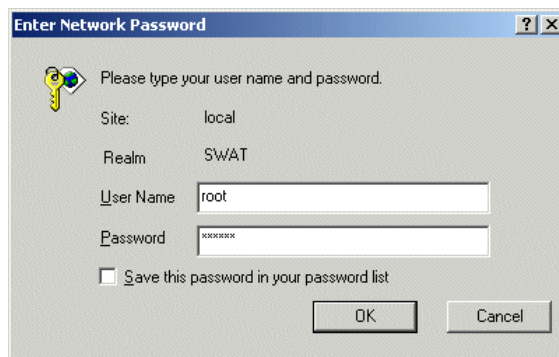 Enter Network Password
Please type your user name and password.
Site: local
Realm SWAT
User Name root
Password ******
Save this password in your password list
OK Cancel